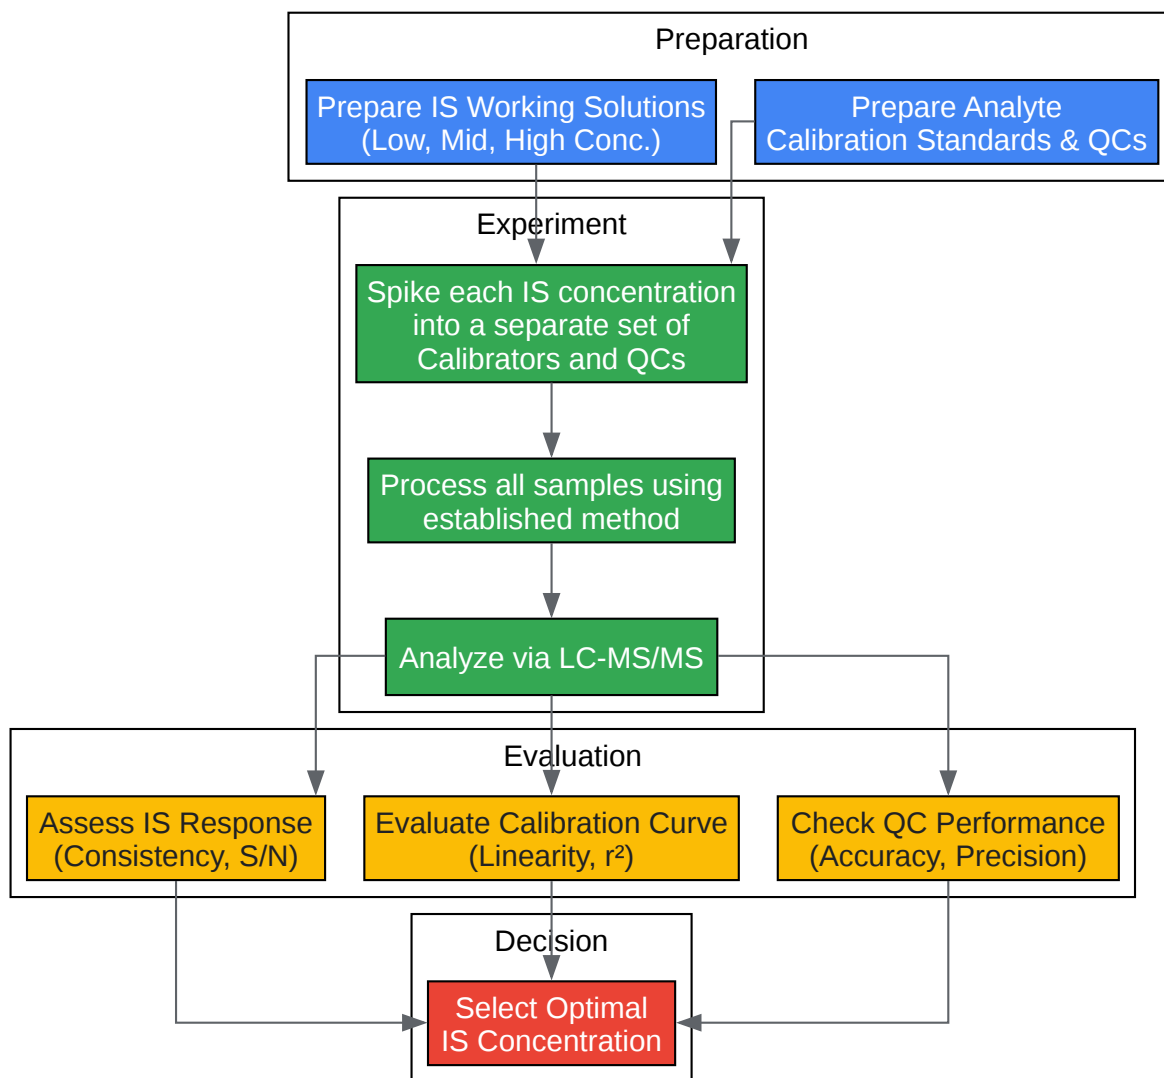 Preparation
Prepare IS Working Solutions
(Low, Mid, High Conc.)
Prepare Analyte
Calibration Standards & QCs
Experiment
Spike each IS concentration
into a separate set of
Calibrators and QCs
Process all samples using
established method
Analyze via LC-MS/MS
Evaluation
Assess IS Response
(Consistency, S/N)
Evaluate Calibration Curve
(Linearity, r²)
Check QC Performance
(Accuracy, Precision)
Decision
Select Optimal
IS Concentration